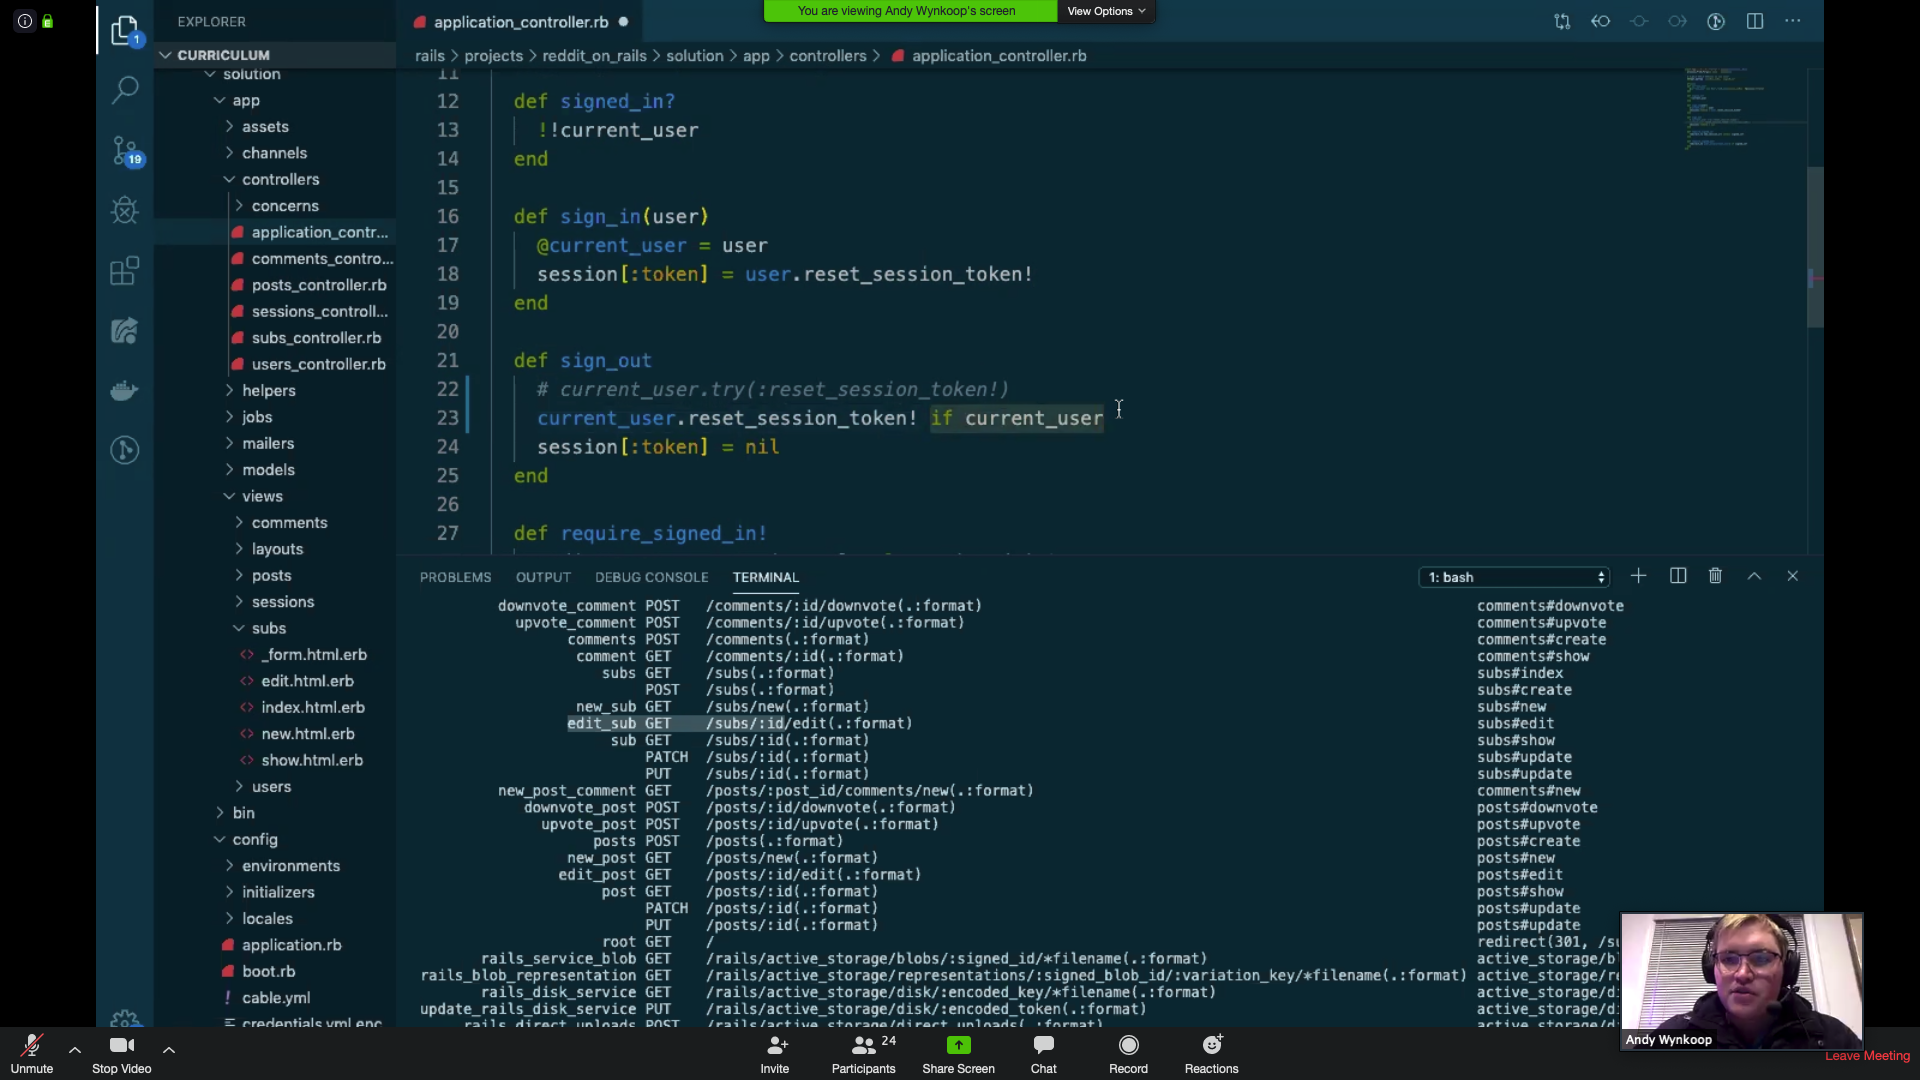 You are viewing Andy Wynkoop's screen
View Options
EXPLORER
application_controller.rb
1
CURRICULUM
rails > projects > reddit_on_rails > solution > app > controllers > application_controller.rb
solution
app
assets
channels
controllers
concerns
application_contr...
comments_contro...
posts_controller.rb
sessions_controll...
subs_controller.rb
users_controller.rb
helpers
jobs
mailers
models
views
comments
layouts
posts
sessions
subs
_form.html.erb
edit.html.erb
index.html.erb
new.html.erb
show.html.erb
users
bin
config
environments
initializers
locales
application.rb
boot.rb
! cable.yml
credentials.yml.enc
19
11
12 def signed_in?
13 !!current_user
14 end
15
16 def sign_in(user)
17 @current_user = user
18 session[:token] = user.reset_session_token!
19 end
20
21 def sign_out
22 # current_user.try(:reset_session_token!)
23 current_user.reset_session_token! if current_user
24 session[:token] = nil
25 end
26
27 def require_signed_in!
PROBLEMS OUTPUT DEBUG CONSOLE TERMINAL 1: bash
downvote_comment POST /comments/:id/downvote(.:format) comments#downvote
upvote_comment POST /comments/:id/upvote(.:format) comments#upvote
comments POST /comments(.:format) comments#create
comment GET /comments/:id(.:format) comments#show
subs GET /subs(.:format) subs#index
POST /subs(.:format) subs#create
new_sub GET /subs/new(.:format) subs#new
edit_sub GET /subs/:id/edit(.:format) subs#edit
sub GET /subs/:id(.:format) subs#show
PATCH /subs/:id(.:format) subs#update
PUT /subs/:id(.:format) subs#update
new_post_comment GET /posts/:post_id/comments/new(.:format) comments#new
downvote_post POST /posts/:id/downvote(.:format) posts#downvote
upvote_post POST /posts/:id/upvote(.:format) posts#upvote
posts POST /posts(.:format) posts#create
new_post GET /posts/new(.:format) posts#new
edit_post GET /posts/:id/edit(.:format) posts#edit
post GET /posts/:id(.:format) posts#show
PATCH /posts/:id(.:format) posts#update
PUT /posts/:id(.:format) posts#update
root GET / redirect(301, /su
rails_service_blob GET /rails/active_storage/blobs/:signed_id/*filename(.:format) active_storage/bl
rails_blob_representation GET /rails/active_storage/representations/:signed_blob_id/:variation_key/*filename(.:format) active_storage/re
rails_disk_service GET /rails/active_storage/disk/:encoded_key/*filename(.:format) active_storage/di
update_rails_disk_service PUT /rails/active_storage/disk/:encoded_token(.:format) active_storage/di
rails_direct_uploads POST /rails/active_storage/direct_uploads(.:format)
Andy Wynkoop
Unmute
Stop Video
Invite
Participants 24
Share Screen
Chat
Record
Reactions
Leave Meeting